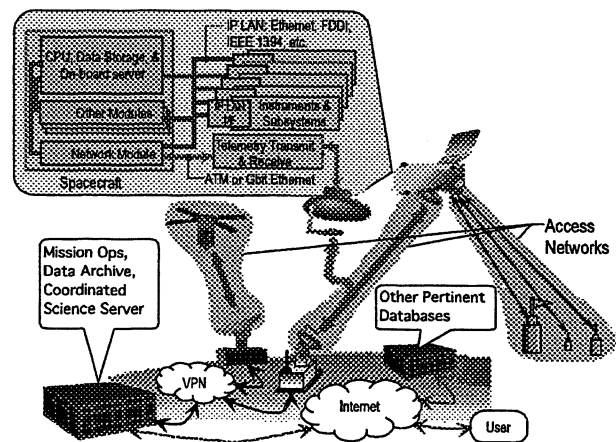 IP LAN: Ethernet, FDDI,
IEEE 1394, etc.
CPU, Data Storage, &
On-board server
Other Modules
IP LAN
I/F
Instruments &
Subsystems
Network Module
Telemetry Transmit
& Receive
Spacecraft
ATM or Gbit Ethernet
Access
Networks
Mission Ops,
Data Archive,
Coordinated
Science Server
Other Pertinent
Databases
VPN
Internet
User